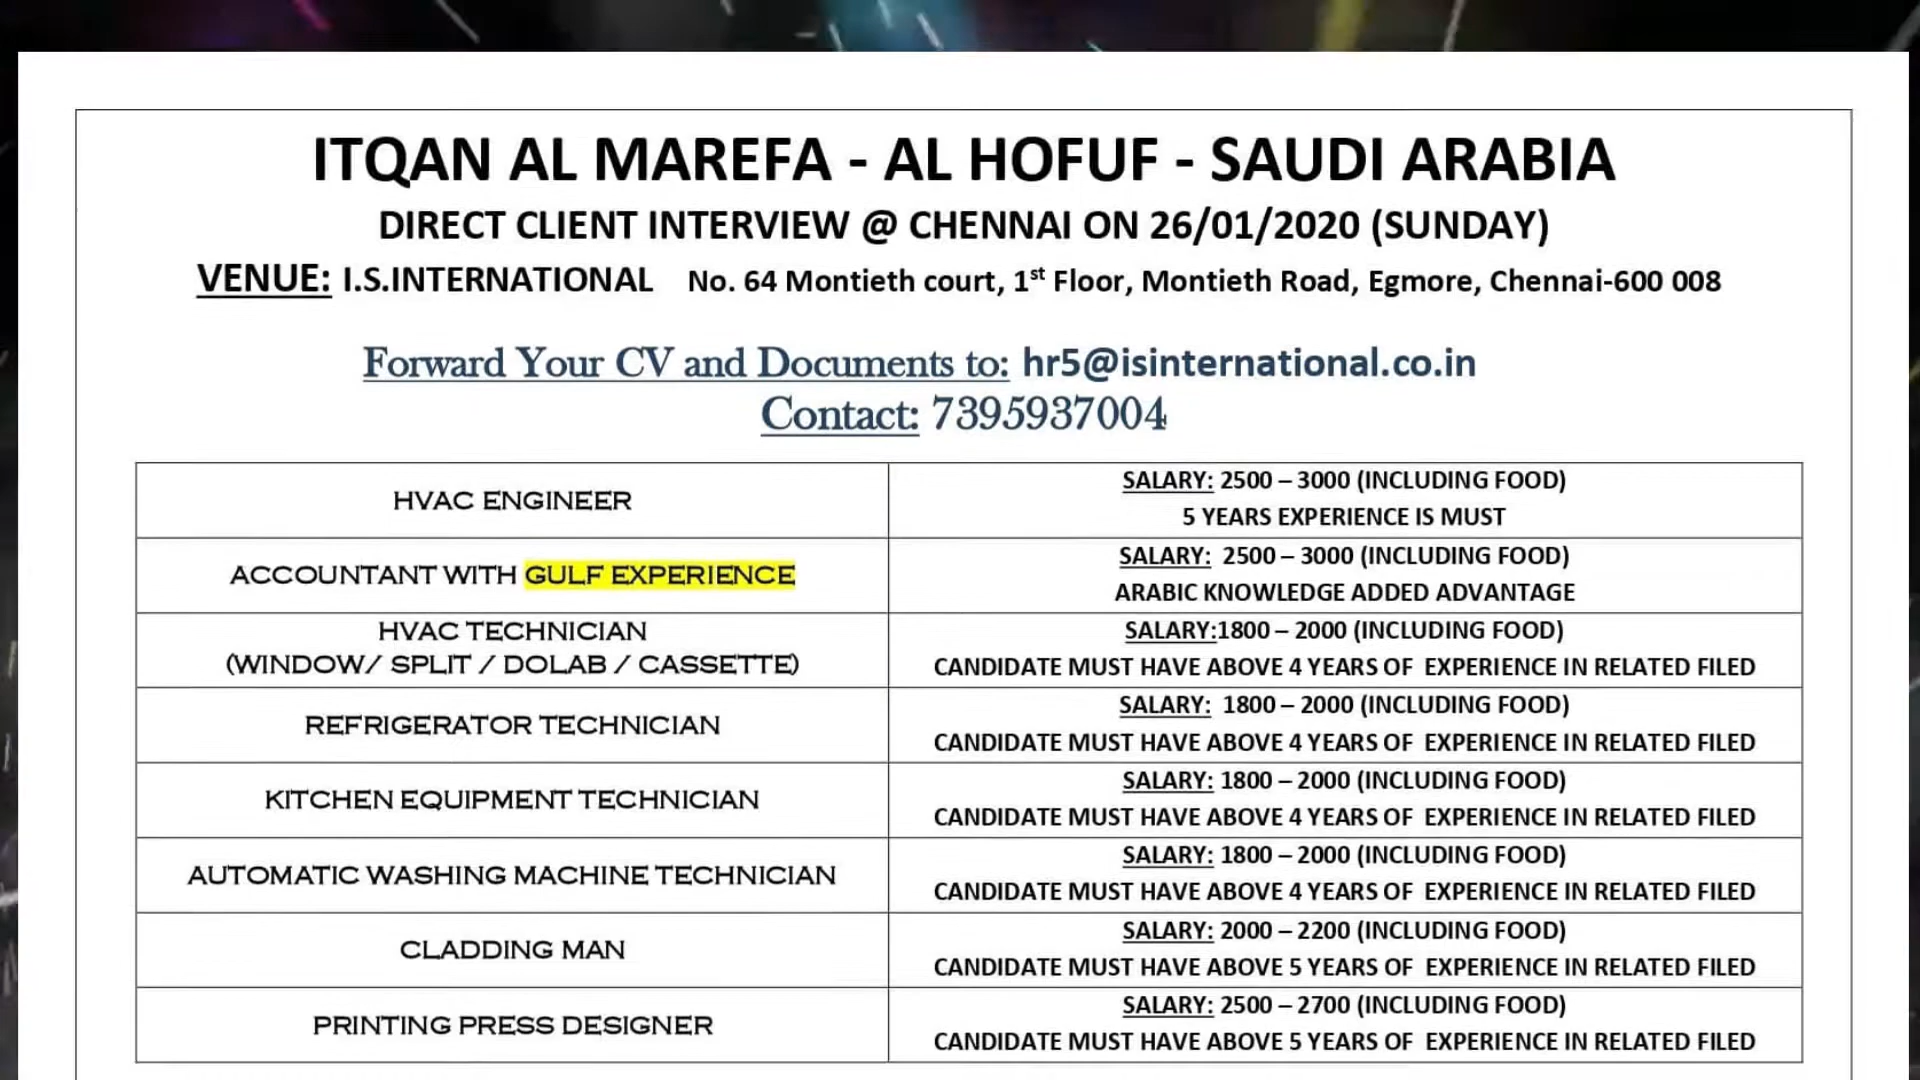 ITQAN AL MAREFA - AL HOFUF - SAUDI ARABIA
DIRECT CLIENT INTERVIEW @ CHENNAI ON 26/01/2020 (SUNDAY)
VENUE: I.S.INTERNATIONAL No. 64 Montieth court, 1st Floor, Montieth Road, Egmore, Chennai-600 008
Forward Your CV and Documents to: hr5@isinternational.co.in
Contact: 7395937004
HVAC ENGINEER
SALARY: 2500 – 3000 (INCLUDING FOOD)
5 YEARS EXPERIENCE IS MUST
ACCOUNTANT WITH GULF EXPERIENCE
SALARY: 2500 – 3000 (INCLUDING FOOD)
ARABIC KNOWLEDGE ADDED ADVANTAGE
HVAC TECHNICIAN
(WINDOW/ SPLIT / DOLAB / CASSETTE)
SALARY:1800 – 2000 (INCLUDING FOOD)
CANDIDATE MUST HAVE ABOVE 4 YEARS OF EXPERIENCE IN RELATED FILED
REFRIGERATOR TECHNICIAN
SALARY: 1800 – 2000 (INCLUDING FOOD)
CANDIDATE MUST HAVE ABOVE 4 YEARS OF EXPERIENCE IN RELATED FILED
KITCHEN EQUIPMENT TECHNICIAN
SALARY: 1800 – 2000 (INCLUDING FOOD)
CANDIDATE MUST HAVE ABOVE 4 YEARS OF EXPERIENCE IN RELATED FILED
AUTOMATIC WASHING MACHINE TECHNICIAN
SALARY: 1800 – 2000 (INCLUDING FOOD)
CANDIDATE MUST HAVE ABOVE 4 YEARS OF EXPERIENCE IN RELATED FILED
CLADDING MAN
SALARY: 2000 – 2200 (INCLUDING FOOD)
CANDIDATE MUST HAVE ABOVE 5 YEARS OF EXPERIENCE IN RELATED FILED
PRINTING PRESS DESIGNER
SALARY: 2500 – 2700 (INCLUDING FOOD)
CANDIDATE MUST HAVE ABOVE 5 YEARS OF EXPERIENCE IN RELATED FILED